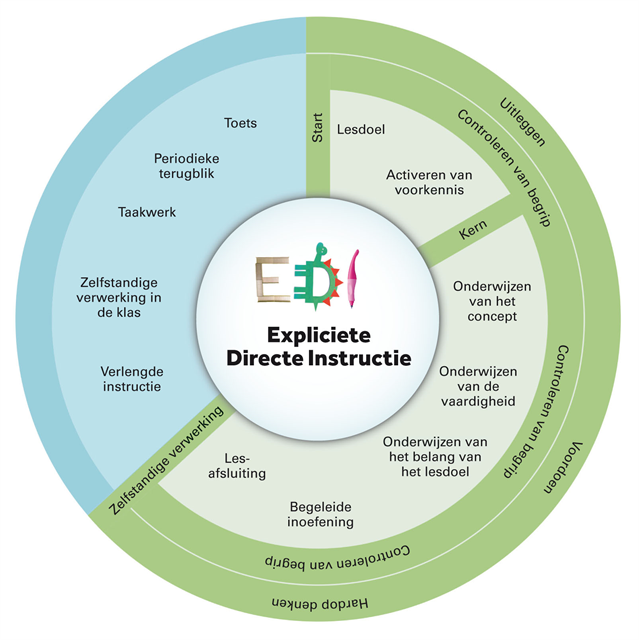 EDI
Expliciete
Directe Instructie
Start
Lesdoel
Activeren van
voorkennis
Kern
Onderwijzen
van het
concept
Onderwijzen
van de
vaardigheid
Onderwijzen van
het belang van
het lesdoel
Begeleide
inoefening
Les-
afsluiting
Zelfstandige verwerking
Verlengde
instructie
Zelfstandige
verwerking in
de klas
Taakwerk
Periodieke
terugblik
Toets
Controleren van begrip
Controleren van begrip
Controleren van begrip
Uitleggen
Voordoen
Hardop denken